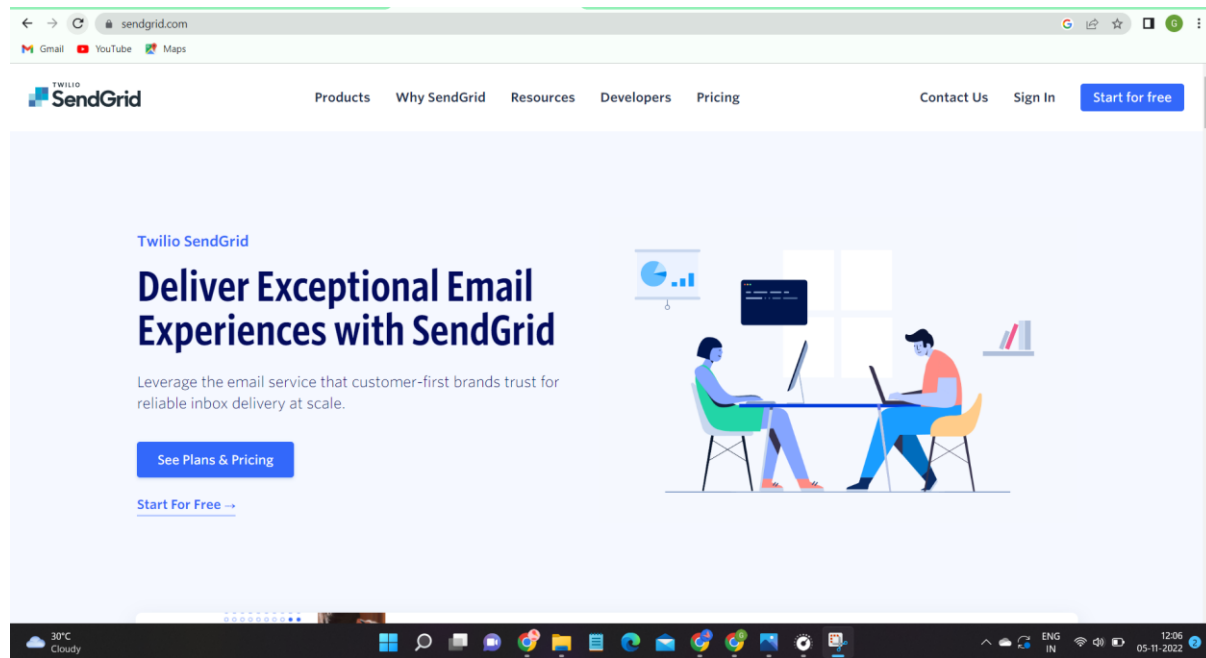 sendgrid.com
G
Gmail YouTube Maps
TWILIO
SendGrid
Products Why SendGrid Resources Developers Pricing Contact Us Sign In Start for free
Twilio SendGrid
Deliver Exceptional Email
Experiences with SendGrid
Leverage the email service that customer-first brands trust for
reliable inbox delivery at scale.
See Plans & Pricing
Start For Free →
30°C
Cloudy
ENG
IN
12:06
05-11-2022
2